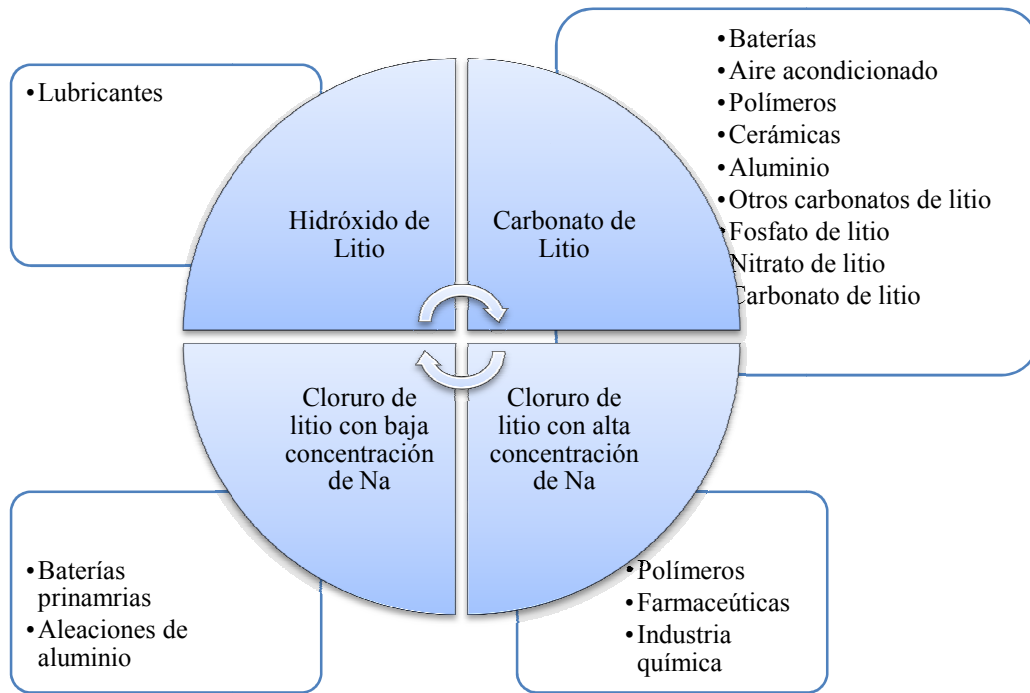 •Lubricantes
Hidróxido de
Litio
Carbonato de
Litio
•Baterías
•Aire acondicionado
•Polímeros
•Cerámicas
•Aluminio
•Otros carbonatos de litio
•Fosfato de litio
•Nitrato de litio
•Carbonato de litio
Cloruro de
litio con baja
concentración
de Na
Cloruro de
litio con alta
concentración
de Na
•Baterías
prinamrias
•Aleaciones de
aluminio
•Polímeros
•Farmaceúticas
•Industria
química